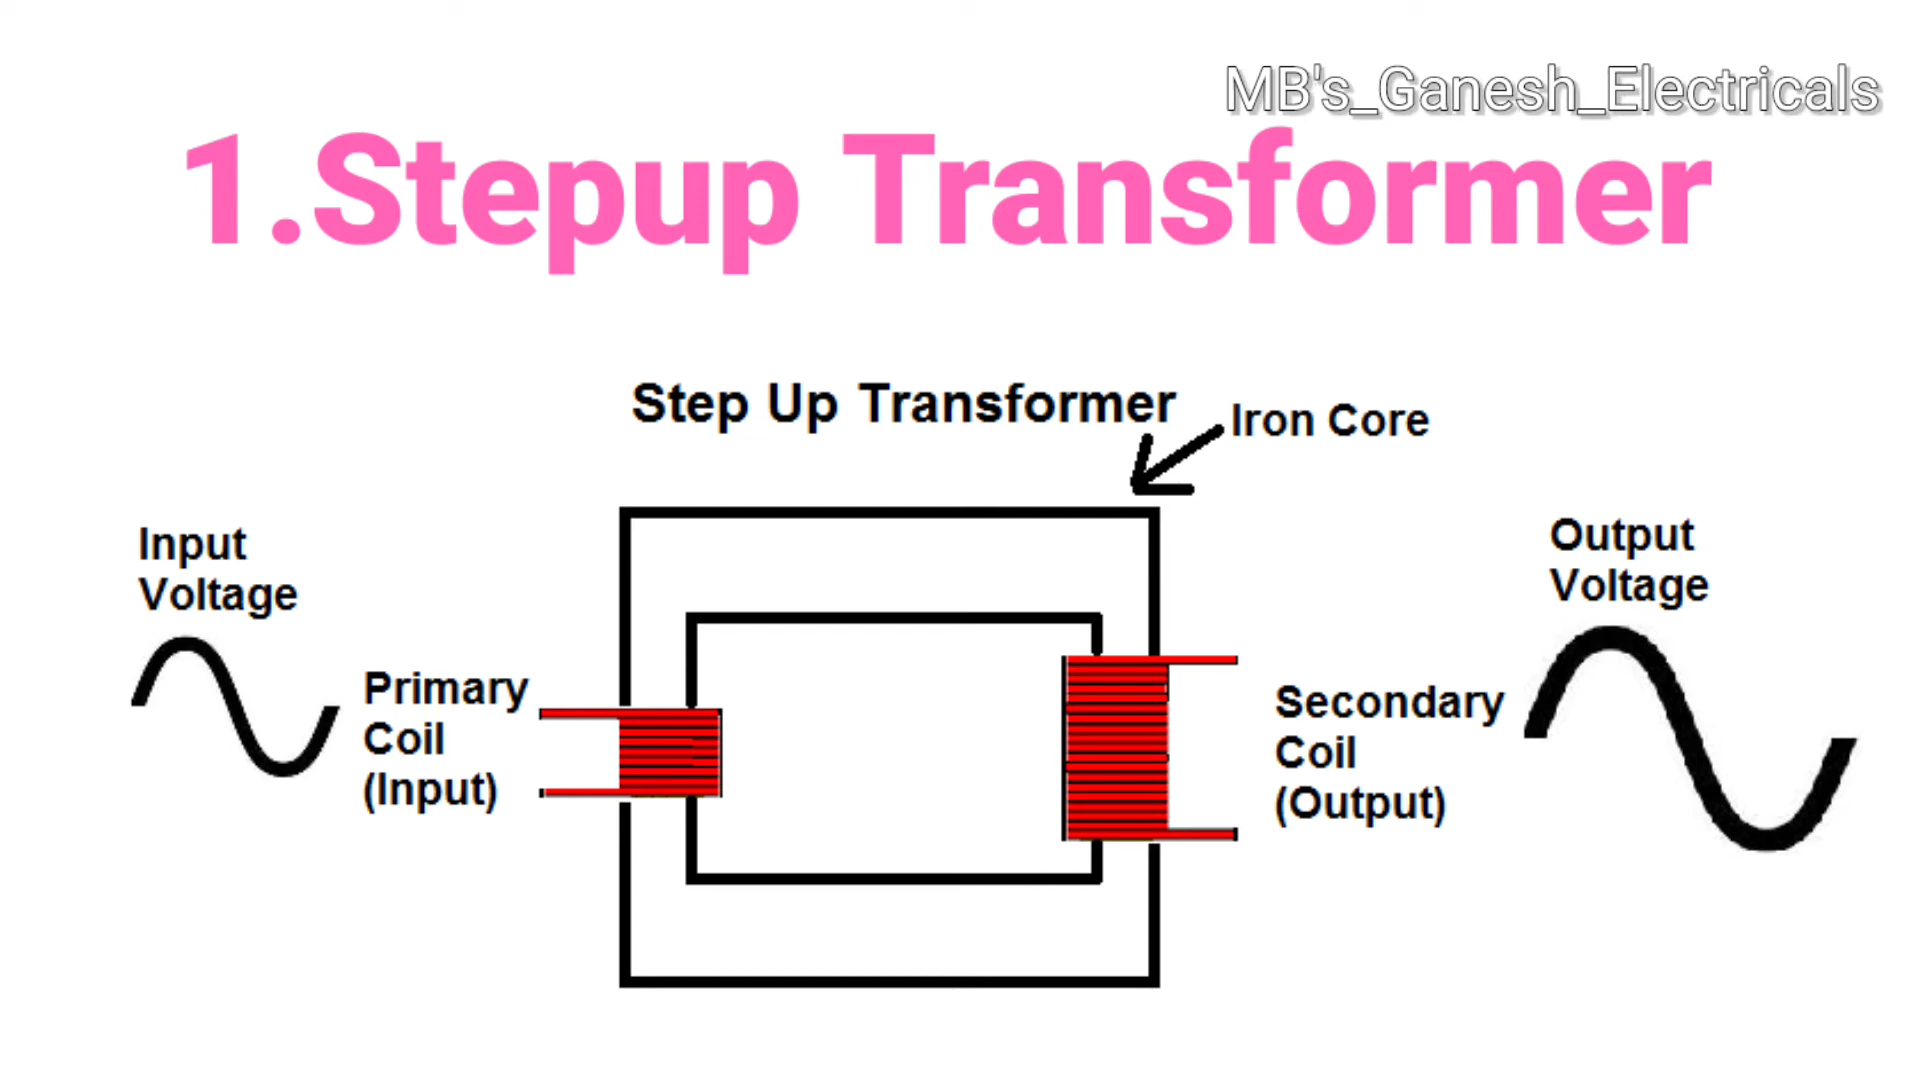 MB's_Ganesh_Electricals
1.Stepup Transformer
Step Up Transformer
Iron Core
Input
Voltage
Primary
Coil
(Input)
Secondary
Coil
(Output)
Output
Voltage